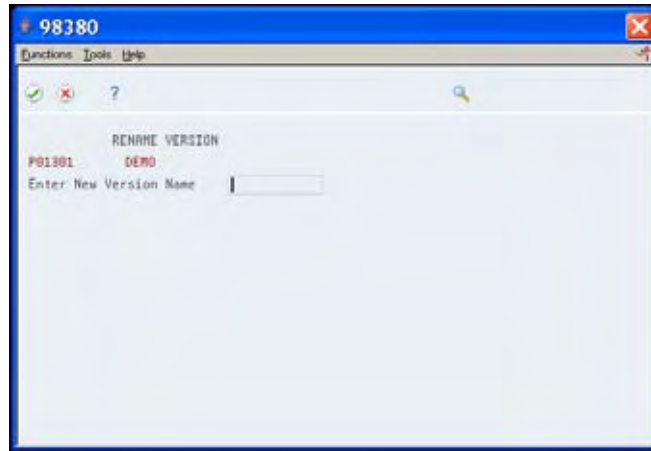 98380
Functions Tools Help
?
RENAME VERSION
P01301 DEMO
Enter New Version Name